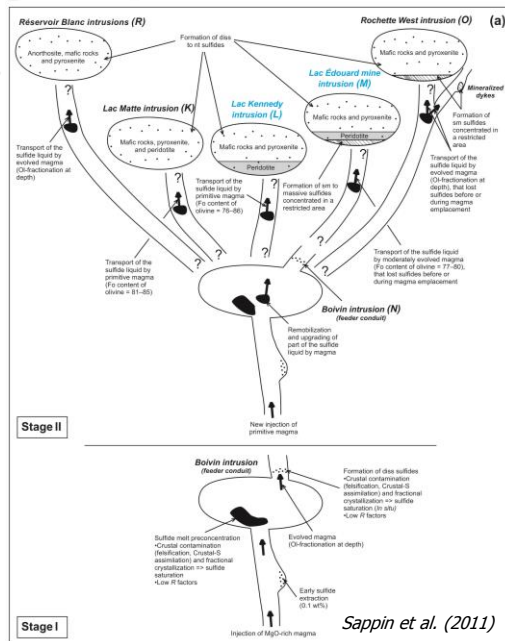 Réservoir Blanc intrusions (R)
Anorthosite, mafic rocks
and pyroxenite
Formation of diss
to nt sulfides
Rochette West intrusion (O)
(a)
Mafic rocks and pyroxenite
Mineralized
dykes
Formation of
sm sulfides
concentrated in
a restricted
area
Lac Matte intrusion (K)
Mafic rocks, pyroxenite,
and peridotite
Lac Kennedy
intrusion (L)
Mafic rocks and pyroxenite
Peridotite
Lac Édouard mine
intrusion (M)
Mafic rocks and pyroxenite
Peridotite
?
?
?
?
?
Transport of the
sulfide liquid by
evolved magma
(Ol-fractionation
at depth)
Transport of the
sulfide liquid by
primitive magma
(Fo content of
olivine = 76–86)
Formation of sm to
massive sulfides
concentrated in a
restricted area
Transport of the
sulfide liquid by
evolved magma
(Ol-fractionation at
depth), that lost
sulfides before or
during magma
emplacement
Transport of the
sulfide liquid by
primitive magma
(Fo content of
olivine = 81–85)
Transport of the sulfide liquid
by moderately evolved magma
(Fo content of olivine = 77–80),
that lost sulfides before or
during magma emplacement
?
?
?
?
?
Boivin intrusion (N)
(feeder conduit)
Remobilization and
upgrading of part
of the sulfide
liquid by magma
New injection of
primitive magma
Stage II
Boivin intrusion
(feeder conduit)
Formation of diss sulfides
•Crustal contamination
(felsification, Crustal-S
assimilation) and fractional
crystallization => sulfide
saturation (In situ)
•Low R factors
Sulfide melt preconcentration
•Crustal contamination
(felsification, Crustal-S
assimilation) and fractional
crystallization => sulfide
saturation
•Low R factors
Evolved magma
(Ol-fractionation at depth)
Early sulfide
extraction
(0.1 wt%)
Stage I
Injection of MgO-rich magma
Sappin et al. (2011)